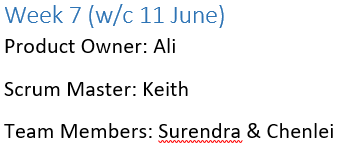 Week 7 (w/c 11 June)
Product Owner: Ali
Scrum Master: Keith
Team Members: Surendra & Chenlei